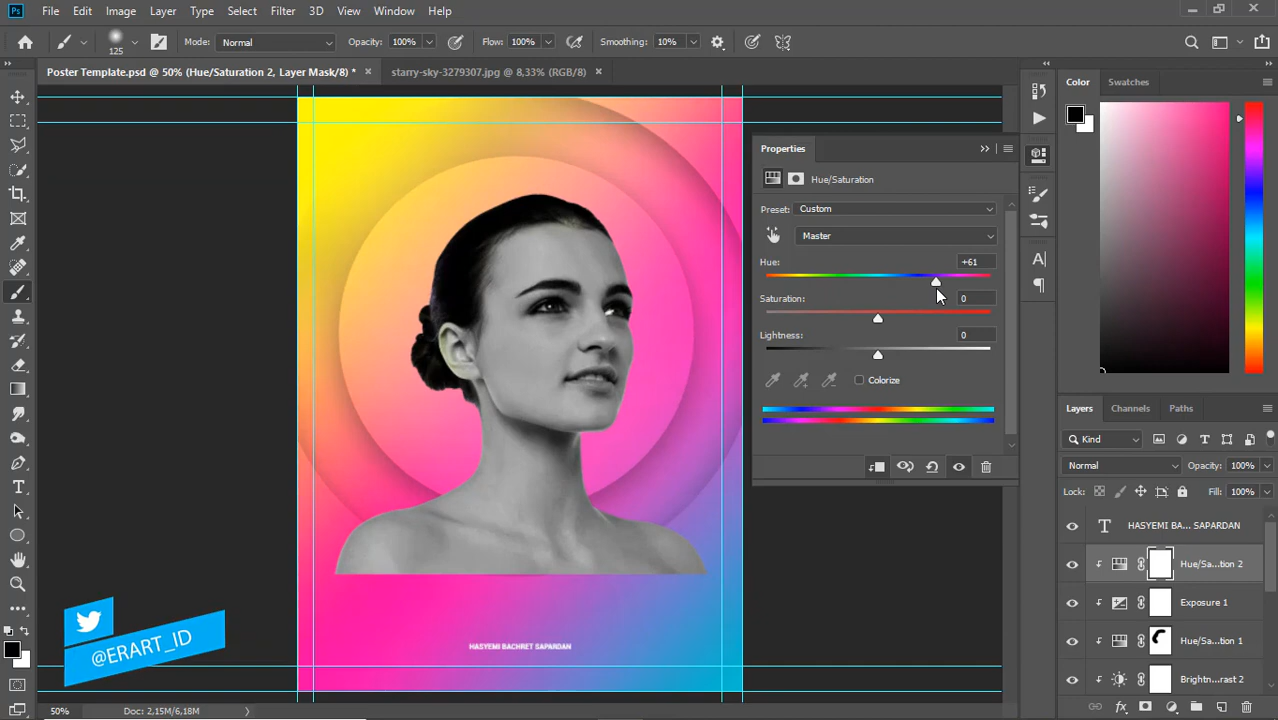 Ps File Edit Image Layer Type Select Filter 3D View Window Help
125 Mode: Normal Opacity: 100% Flow: 100% Smoothing: 10%
Poster Template.psd @ 50% (Hue/Saturation 2, Layer Mask/8) * starry-sky-3279307.jpg @ 8,33% (RGB/8)
Color Swatches
Properties
Hue/Saturation
Preset: Custom
Master
Hue: +61
Saturation: 0
Lightness: 0
Colorize
Layers Channels Paths
Kind
Normal Opacity: 100%
Lock: Fill: 100%
T HASYEMI BA... SAPARDAN
Hue/Sa...tion 2
Exposure 1
Hue/Sa...tion 1
Brightn...rast 2
HASYEMI BACHRET SAPARDAN
@ERART_ID
50% Doc: 2,15M/6,18M